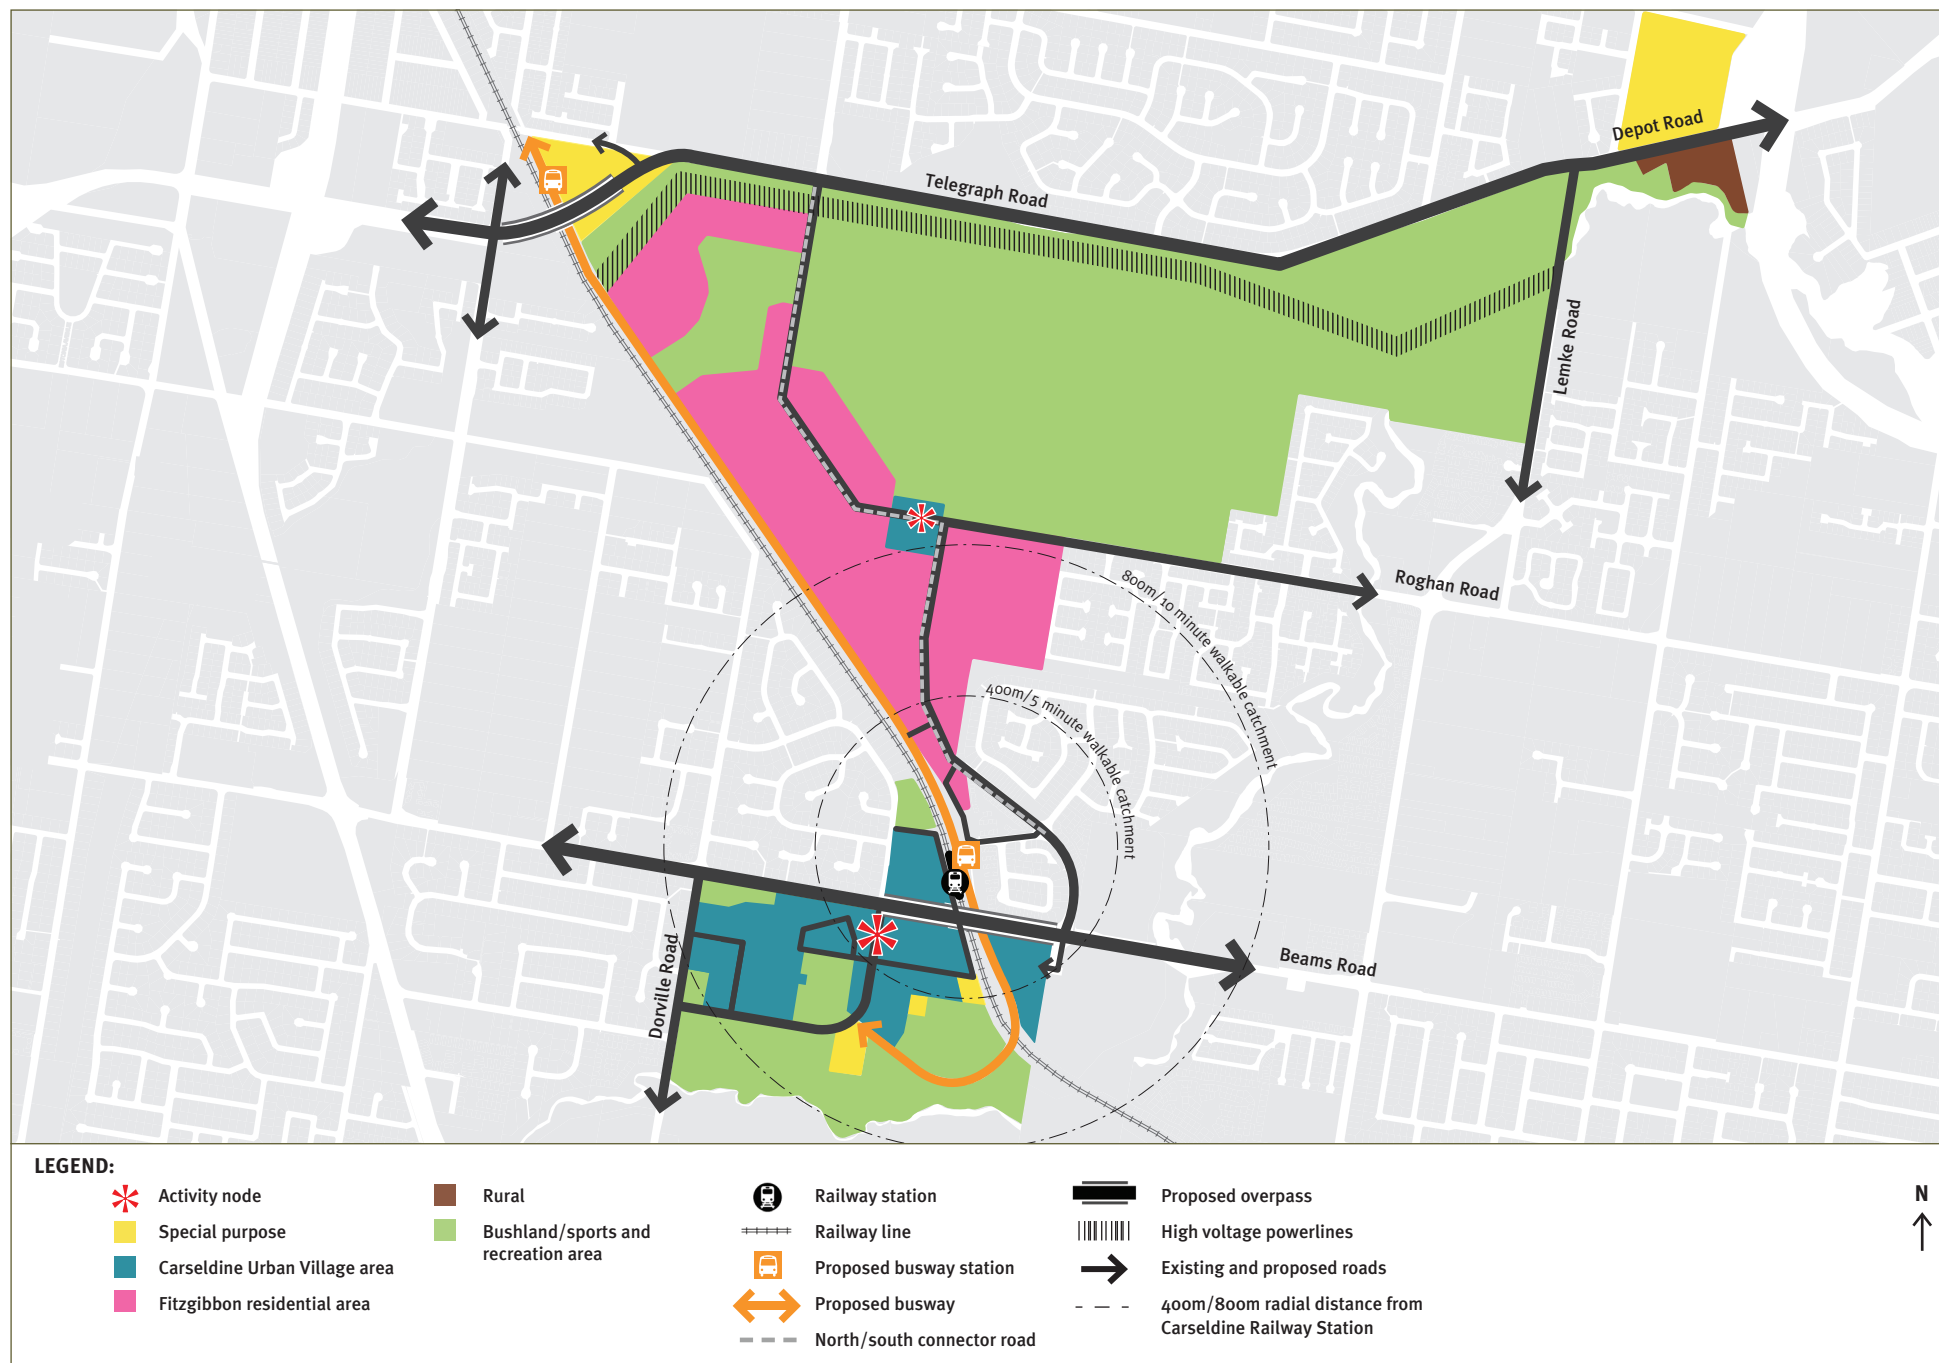 Depot Road
Telegraph Road
Lemke Road
Roghan Road
800m/10 minute walkable catchment
400m/5 minute walkable catchment
Dorville Road
Beams Road
LEGEND:
Activity node
Special purpose
Carseldine Urban Village area
Fitzgibbon residential area
Rural
Bushland/sports and
recreation area
Railway station
Railway line
Proposed busway station
Proposed busway
North/south connector road
Proposed overpass
High voltage powerlines
Existing and proposed roads
400m/800m radial distance from
Carseldine Railway Station
N